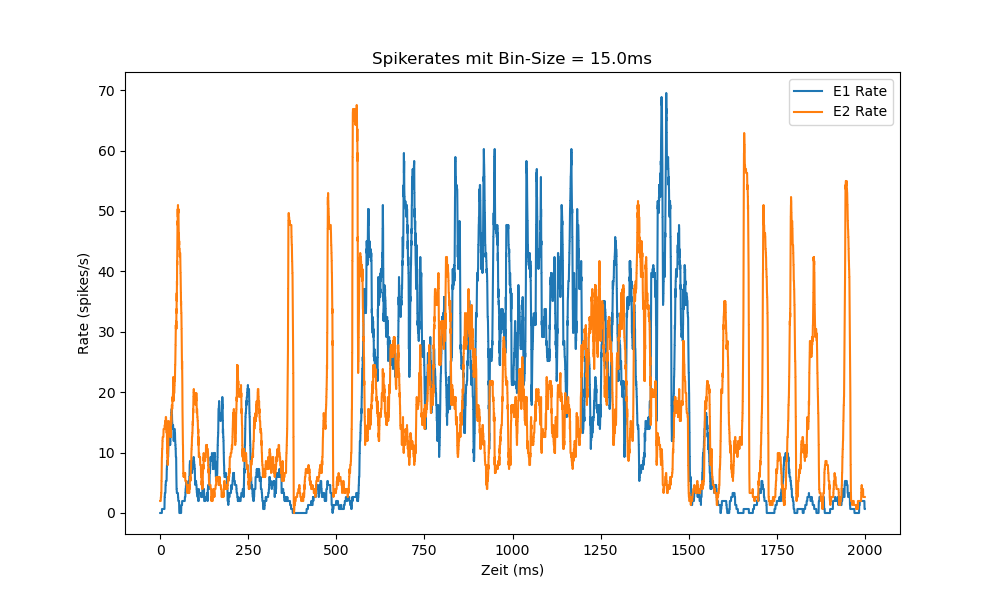 Spikerates mit Bin-Size = 15.0ms
E1 Rate
E2 Rate
Rate (spikes/s)
70
60
50
40
30
20
10
0
0 250 500 750 1000 1250 1500 1750 2000
Zeit (ms)